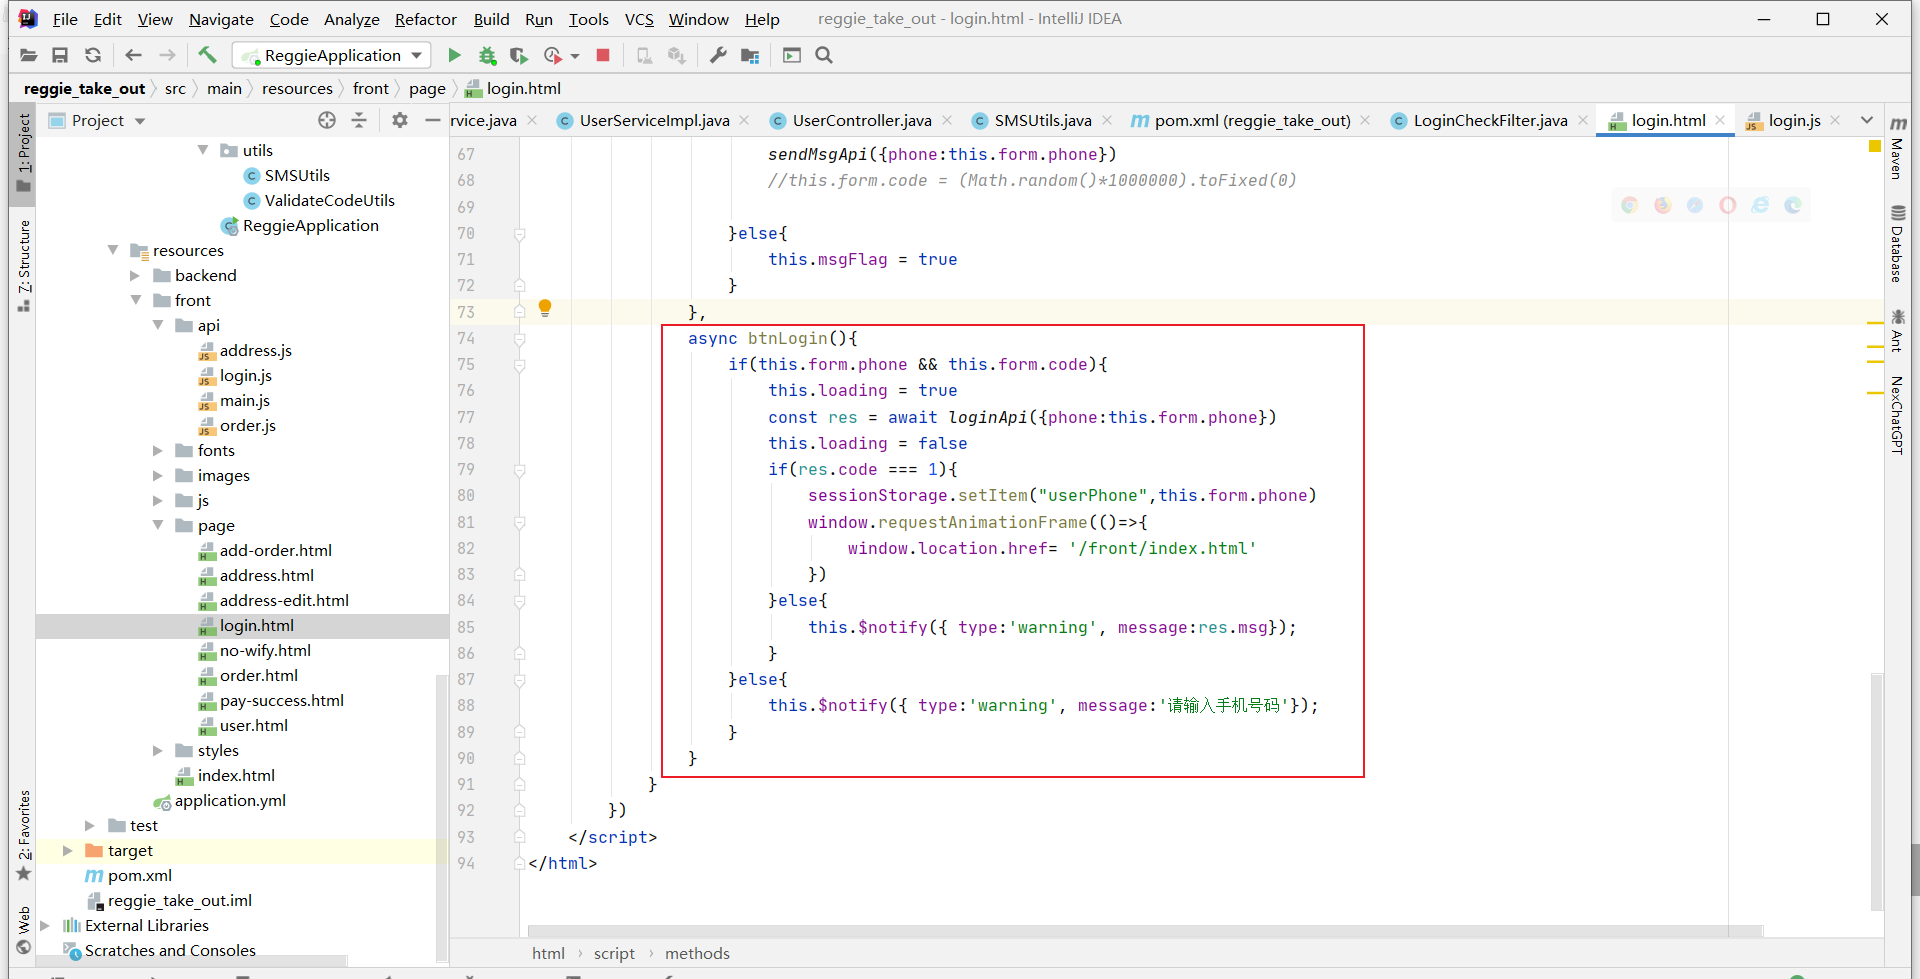 File Edit View Navigate Code Analyze Refactor Build Run Tools VCS Window Help reggie_take_out - login.html - IntelliJ IDEA
ReggieApplication
reggie_take_out src main resources front page login.html
Project
rvice.java UserServiceImpl.java UserController.java SMSUtils.java pom.xml (reggie_take_out) LoginCheckFilter.java login.html login.js
1: Project
Z: Structure
2: Favorites
Web
utils
SMSUtils
ValidateCodeUtils
ReggieApplication
resources
backend
front
api
address.js
login.js
main.js
order.js
fonts
images
js
page
add-order.html
address.html
address-edit.html
login.html
no-wify.html
order.html
pay-success.html
user.html
styles
index.html
application.yml
test
target
pom.xml
reggie_take_out.iml
External Libraries
Scratches and Consoles
67 sendMsgApi({phone:this.form.phone})
68 //this.form.code = (Math.random()*1000000).toFixed(0)
69
70 }else{
71 this.msgFlag = true
72 }
73 },
74 async btnLogin(){
75 if(this.form.phone && this.form.code){
76 this.loading = true
77 const res = await loginApi({phone:this.form.phone})
78 this.loading = false
79 if(res.code === 1){
80 sessionStorage.setItem("userPhone",this.form.phone)
81 window.requestAnimationFrame(()=>{
82 window.location.href= '/front/index.html'
83 })
84 }else{
85 this.$notify({ type:'warning', message:res.msg});
86 }
87 }else{
88 this.$notify({ type:'warning', message:'请输入手机号码'});
89 }
90 }
91 }
92 })
93 </script>
94 </html>
html › script › methods
Maven
Database
Ant
NexChatGPT